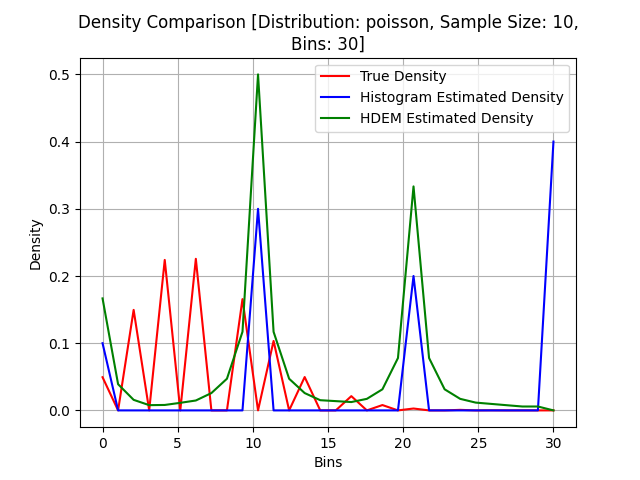 Density Comparison [Distribution: poisson, Sample Size: 10,
Bins: 30]
True Density
Histogram Estimated Density
HDEM Estimated Density
Density
0.5
0.4
0.3
0.2
0.1
0.0
0 5 10 15 20 25 30
Bins